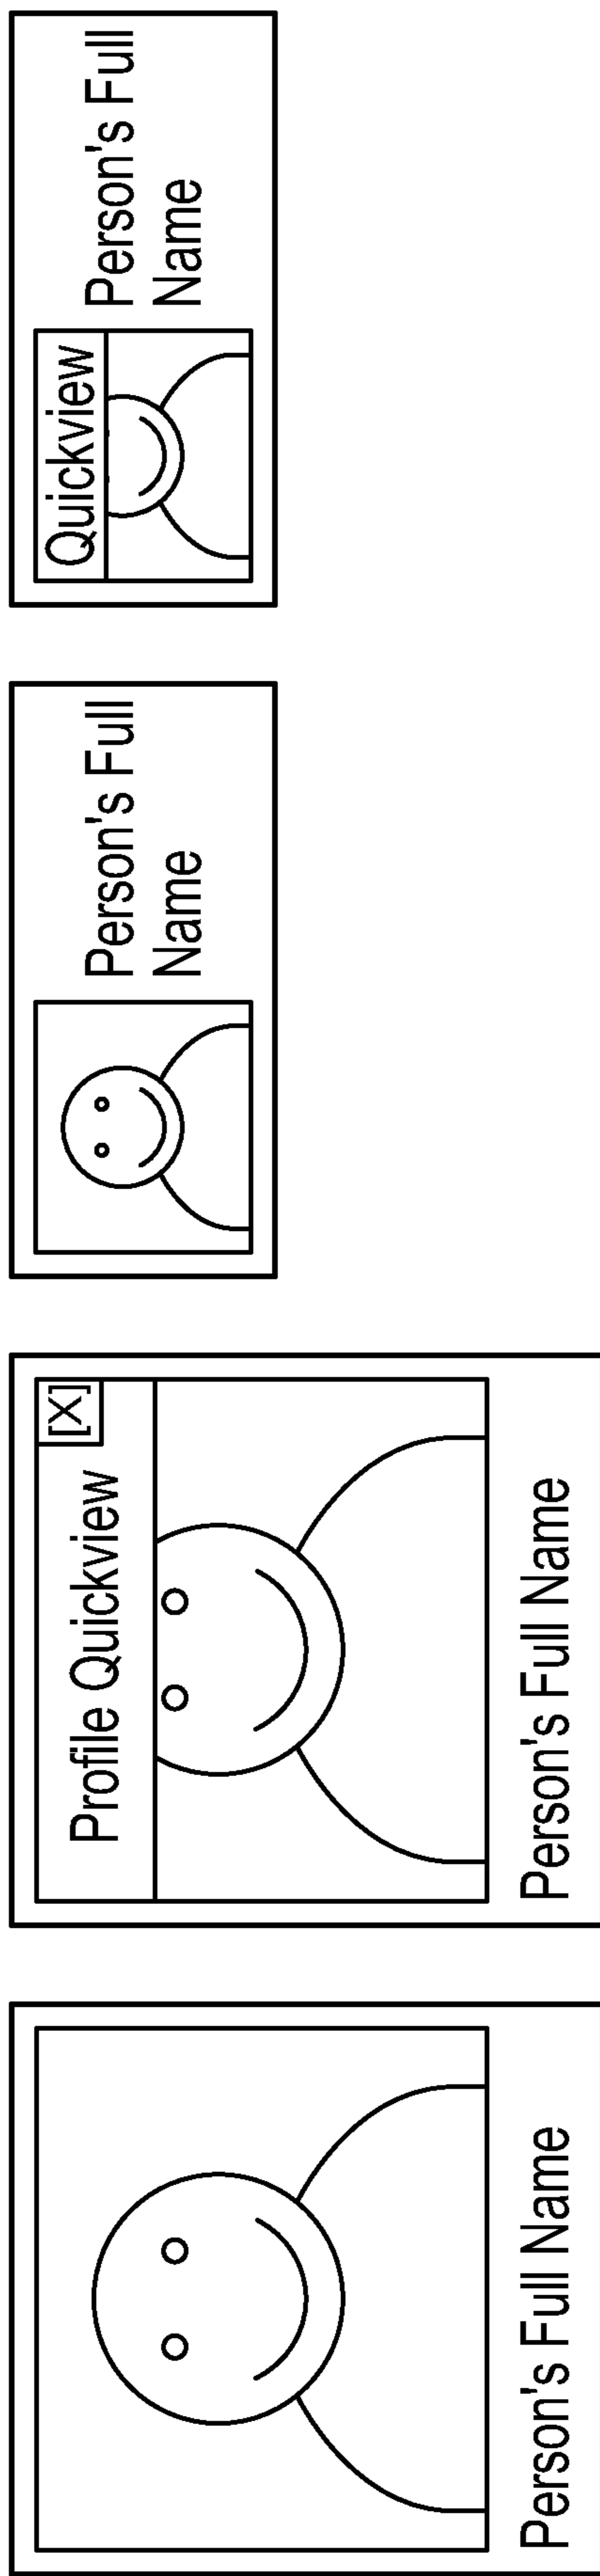 Person's Full Name
Profile Quickview
[X]
Person's Full Name
Person's Full
Name
Quickview
Person's Full
Name